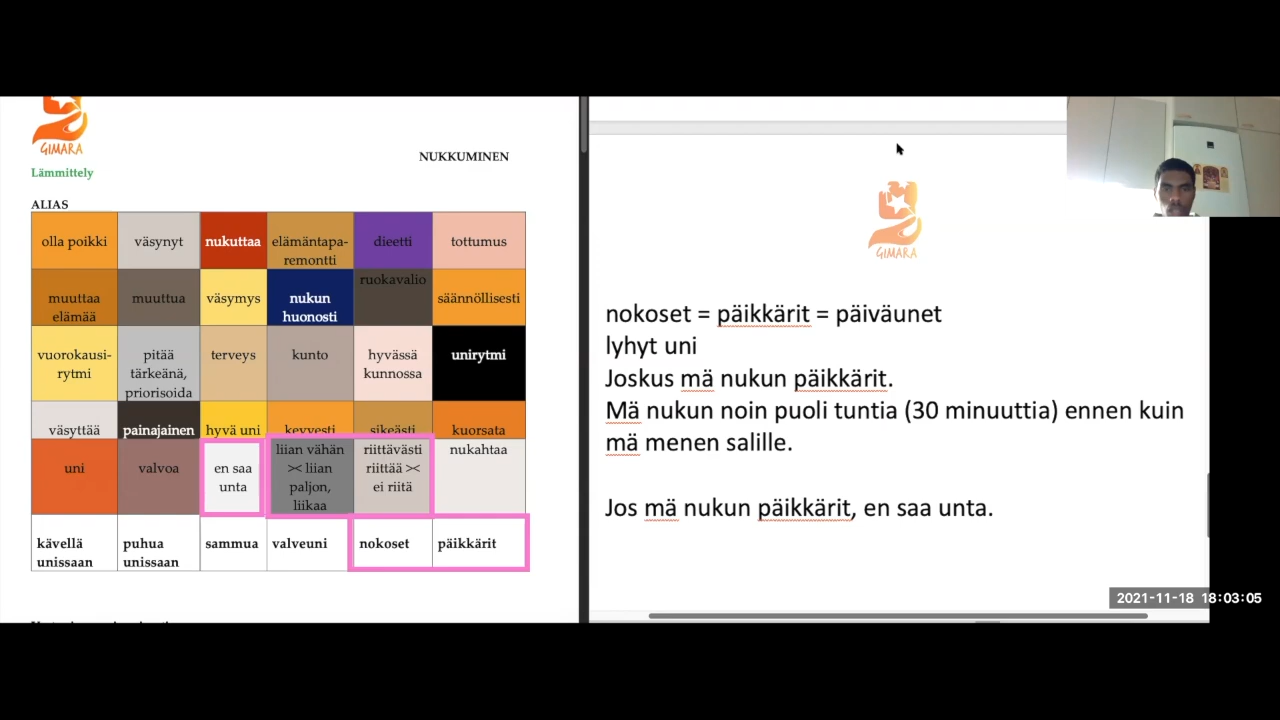 GIMARA
NUKKUMINEN
Lämmittely
ALIAS
olla poikki väsynyt nukuttaa elämäntapa-
remontti dieetti tottumus
muuttaa
elämää muuttua väsymys nukun
huonosti ruokavalio säännöllisesti
vuorokausi-
rytmi pitää
tärkeänä,
priorisoida terveys kunto hyvässä
kunnossa unirytmi
väsyttää painajainen hyvä uni kevyesti sikeästi kuorsata
uni valvoa en saa
unta liian vähän
>< liian
paljon,
liikaa riittävästi
riittää ><
ei riitä nukahtaa
kävellä
unissaan puhua
unissaan sammua valveuni nokoset päikkärit
GIMARA
nokoset = päikkärit = päiväunet
lyhyt uni
Joskus mä nukun päikkärit.
Mä nukun noin puoli tuntia (30 minuuttia) ennen kuin
mä menen salille.
Jos mä nukun päikkärit, en saa unta.
2021-11-18 18:03:05